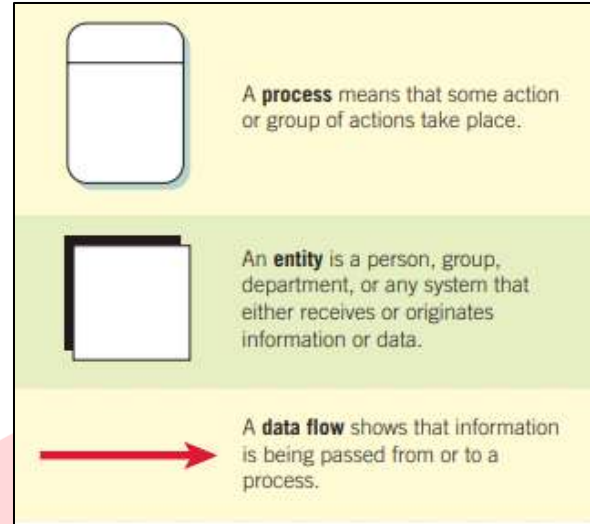 A process means that some action
or group of actions take place.
An entity is a person, group,
department, or any system that
either receives or originates
information or data.
A data flow shows that information
is being passed from or to a
process.